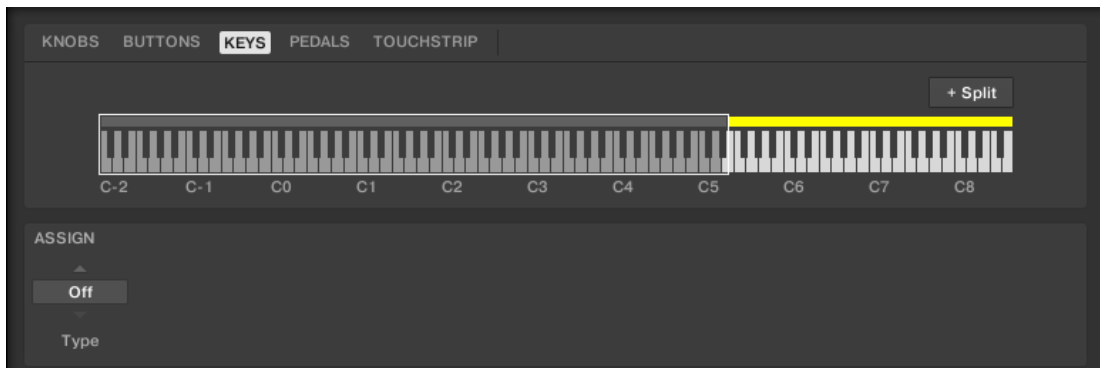 KNOBS BUTTONS KEYS PEDALS TOUCHSTRIP
+ Split
C-2 C-1 C0 C1 C2 C3 C4 C5 C6 C7 C8
ASSIGN
Off
Type